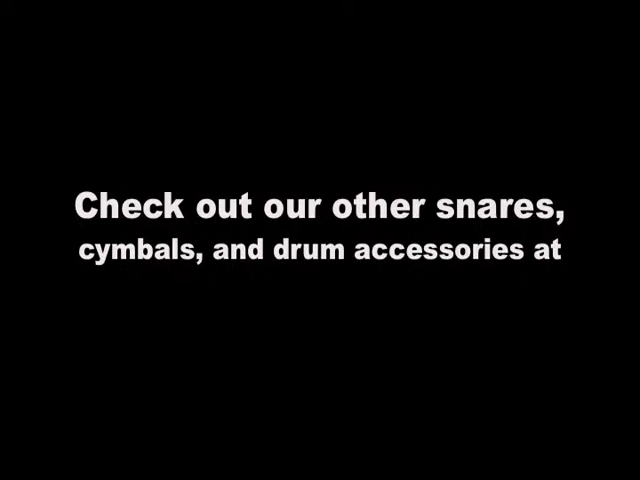 Check out our other snares,
cymbals, and drum accessories at